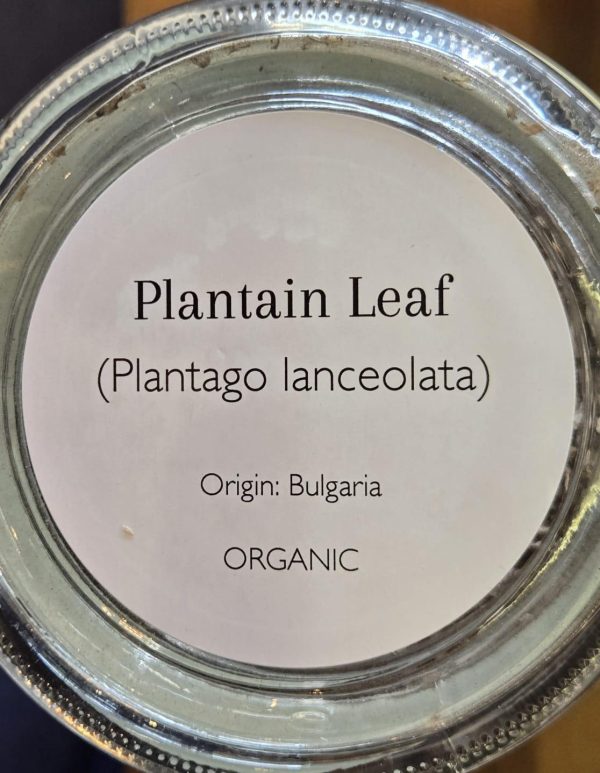 Plantain Leaf
(Plantago lanceolata)
Origin: Bulgaria
ORGANIC